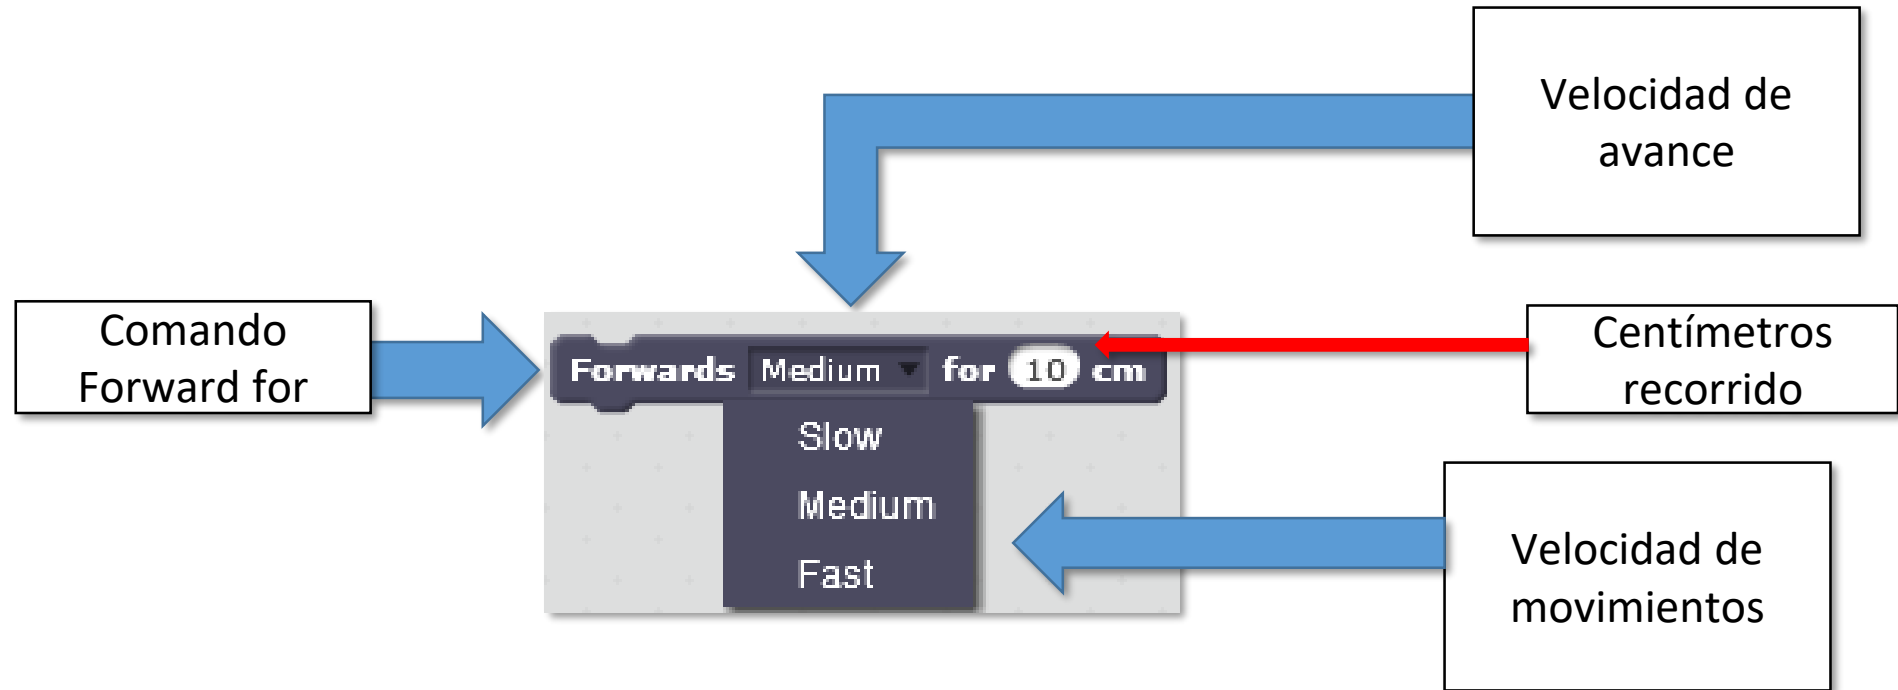 Velocidad de
avance
Comando
Forward for
Forwards Medium for 10 cm
Centímetros
recorrido
Slow
Medium
Fast
Velocidad de
movimientos